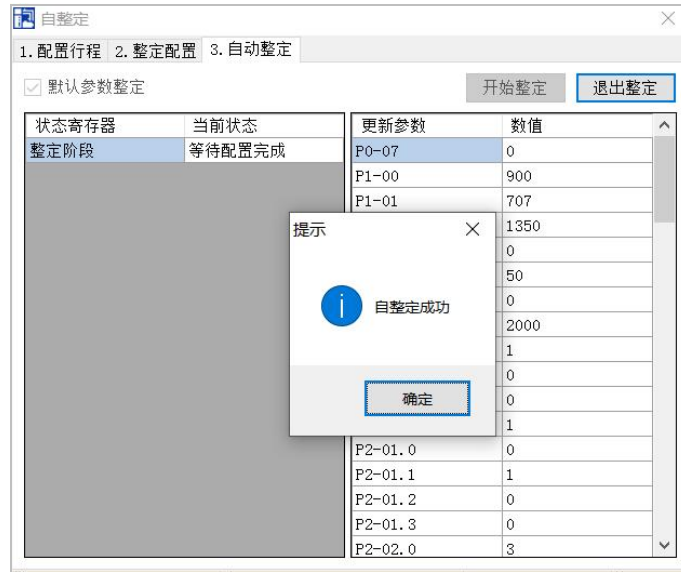 自整定
1.配置行程 2.整定配置 3.自动整定
默认参数整定 开始整定 退出整定
状态寄存器 当前状态 更新参数 数值
整定阶段 等待配置完成 P0-07 0
P1-00 900
P1-01 707
提示 1350
0
50
自整定成功 0
2000
1
0
确定 0
1
P2-01.0 0
P2-01.1 1
P2-01.2 0
P2-01.3 0
P2-02.0 3